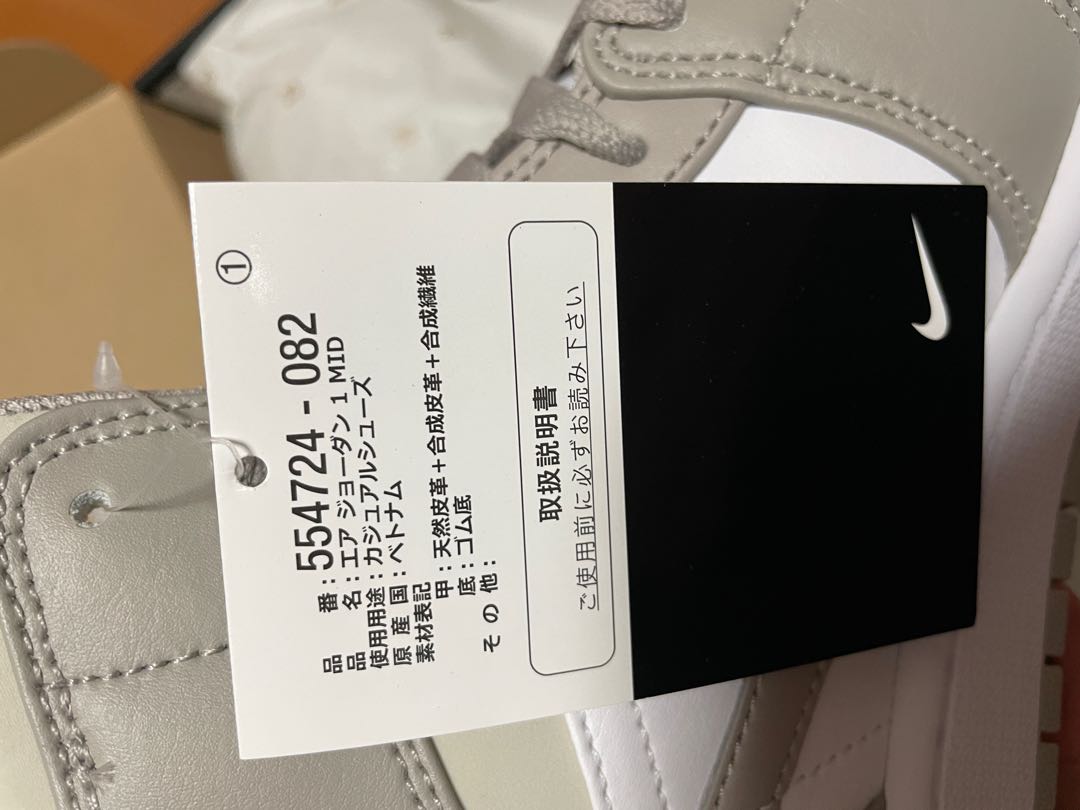 ①
品番：554724-082
品名：エア ジョーダン 1 MID
使用用途：カジュアルシューズ
原産国：ベトナム
素材表記
甲：天然皮革＋合成皮革＋合成繊維
底：ゴム底
その他：
取扱説明書
ご使用前に必ずお読み下さい